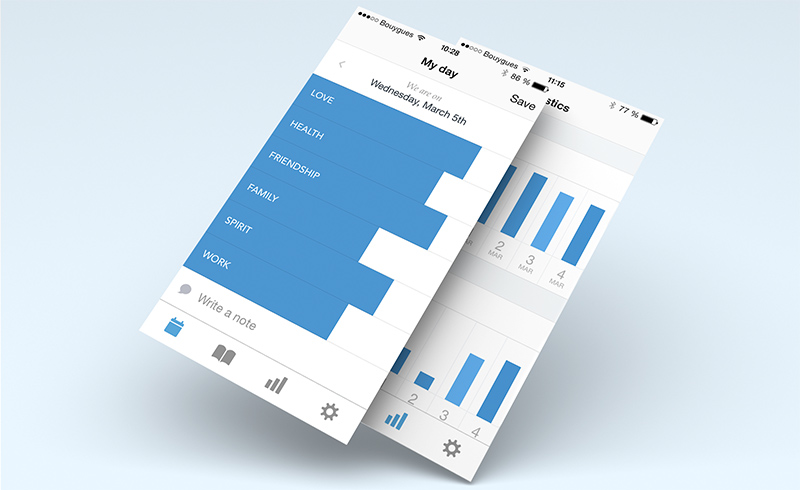 Bouygues
10:28
86 %
My day
Save
We are on
Wednesday, March 5th
LOVE
HEALTH
FRIENDSHIP
FAMILY
SPIRIT
WORK
Write a note
Bouygues
11:15
77 %
stics
MAR
2
MAR
3
MAR
4
MAR
2
3
4